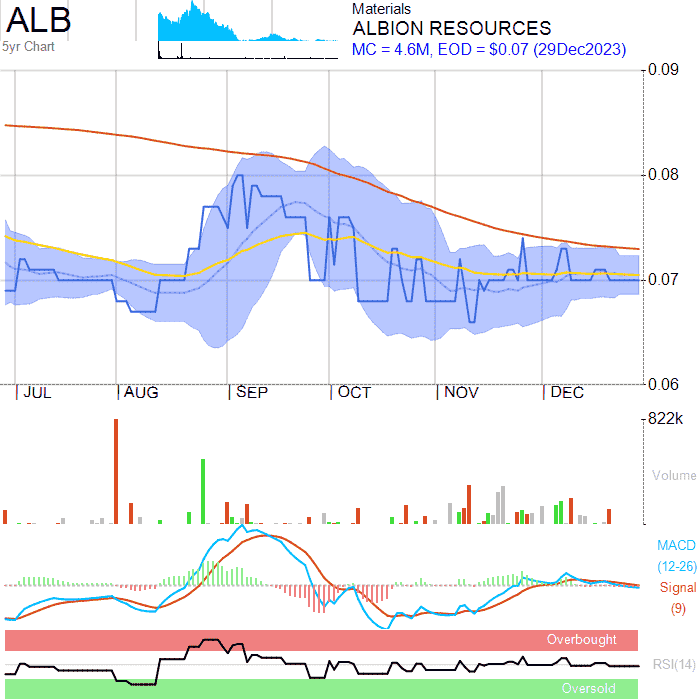 ALB
5yr Chart
Materials
ALBION RESOURCES
MC = 4.6M, EOD = $0.07 (29Dec2023)
0.09
0.08
0.07
0.06
JUL AUG SEP OCT NOV DEC
822k
Volume
MACD
(12-26)
Signal
(9)
Overbought
RSI(14)
Oversold